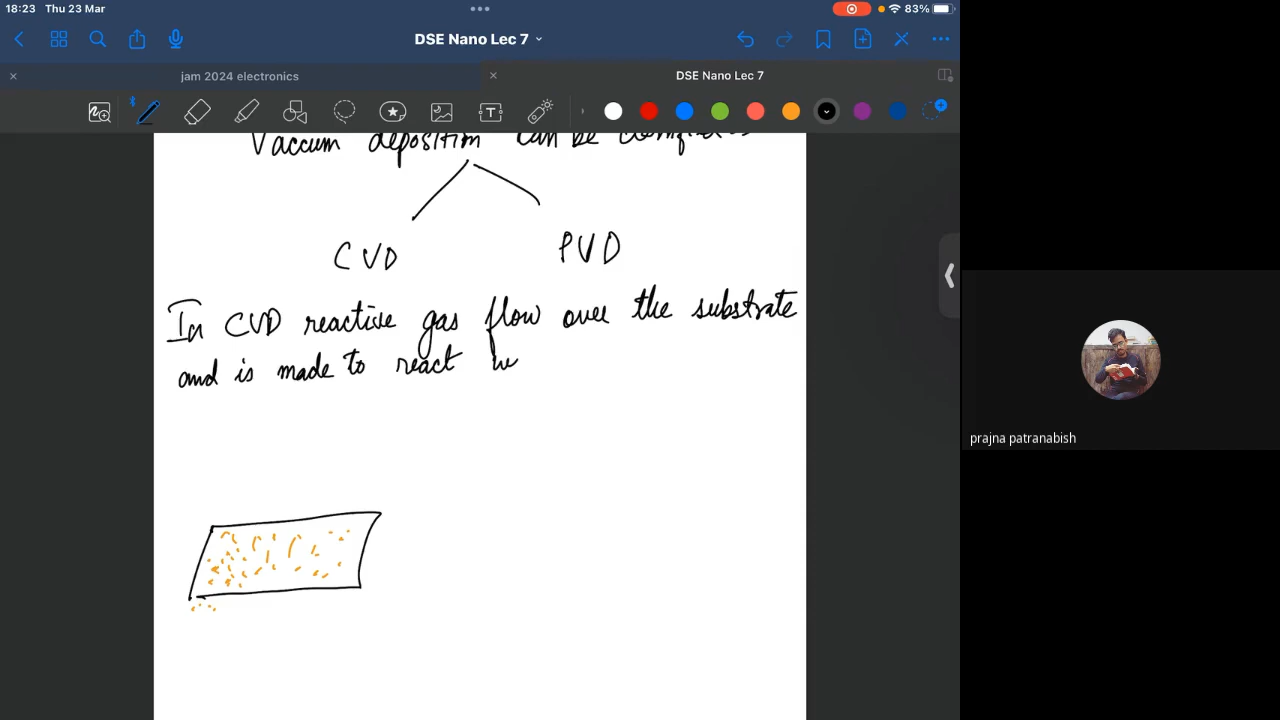 18:23 Thu 23 Mar
83%
DSE Nano Lec 7
jam 2024 electronics
DSE Nano Lec 7
Vaccum deposition can be
CVD PVD
In CVD reactive gas flow over the substrate
and is made to react w
prajna patranabish